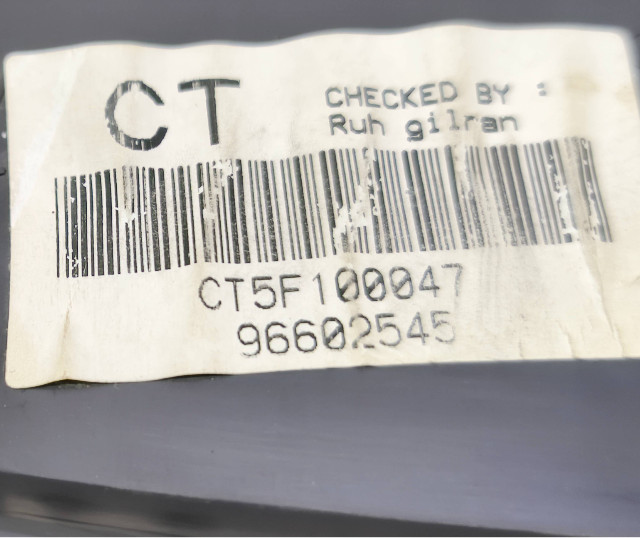 CT
CHECKED BY :
Ruh gilran
CT5F100047
96602545